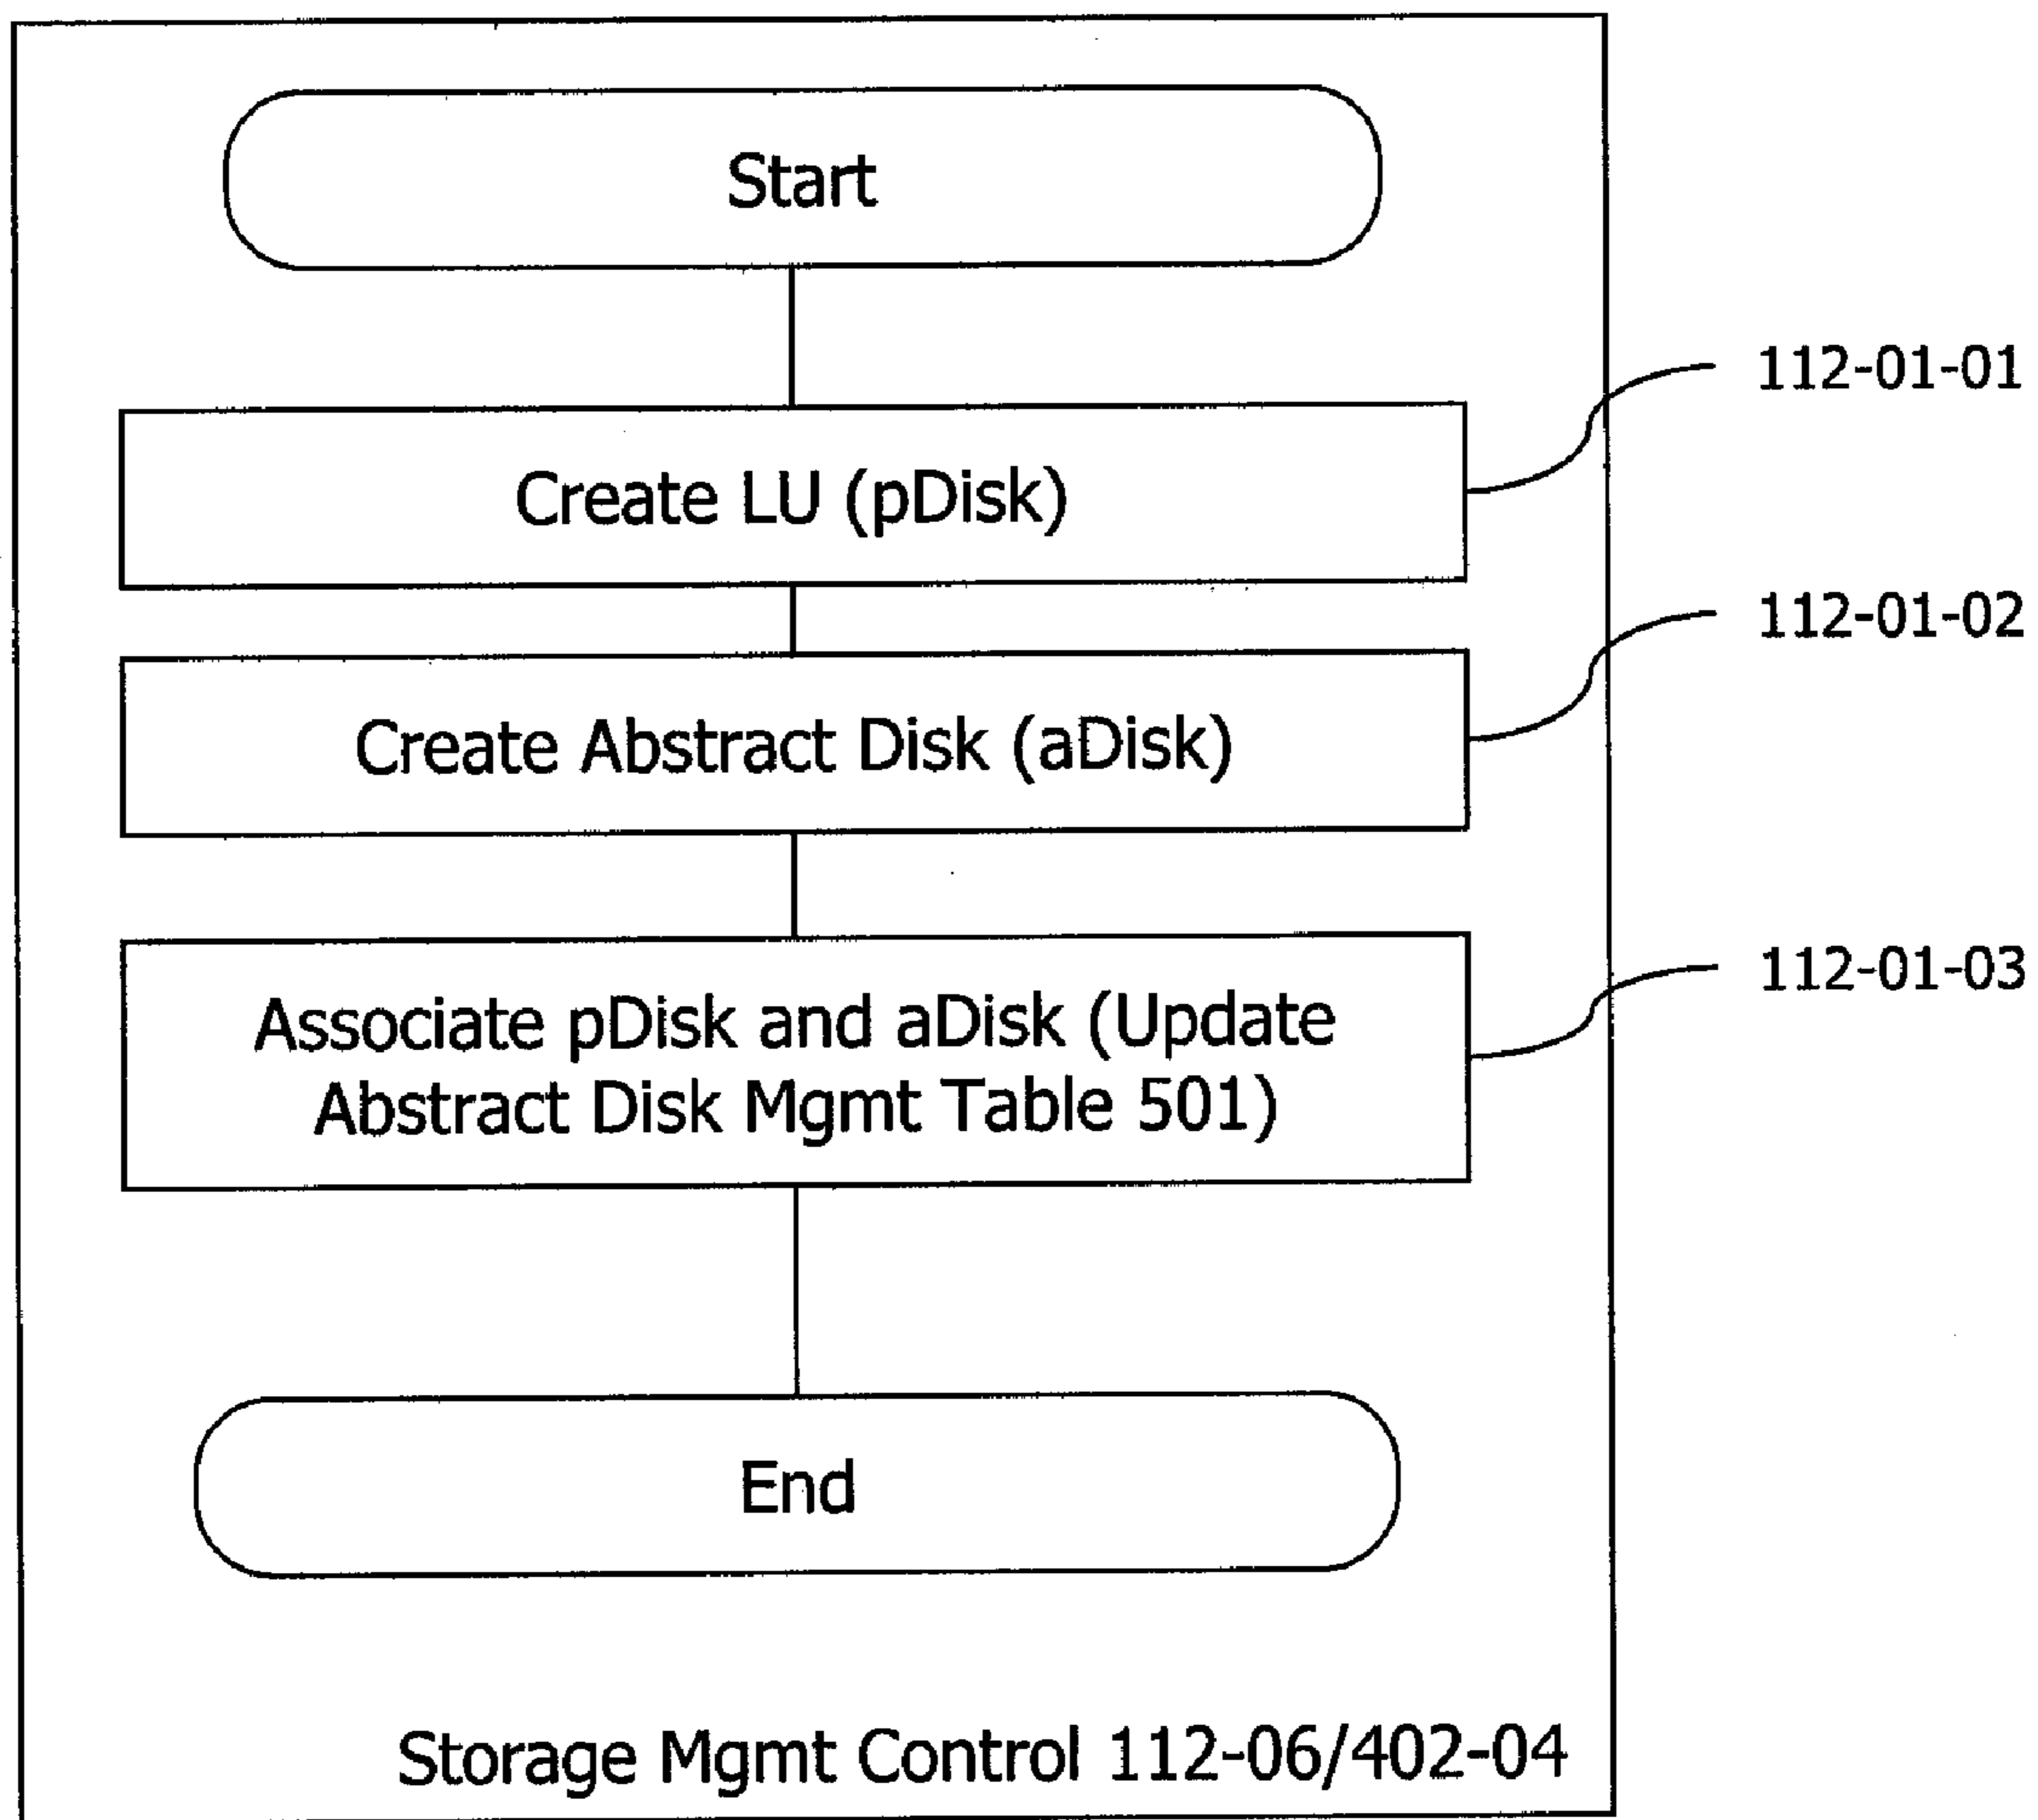 Start
112-01-01
Create LU (pDisk)
112-01-02
Create Abstract Disk (aDisk)
112-01-03
Associate pDisk and aDisk (Update
Abstract Disk Mgmt Table 501)
End
Storage Mgmt Control 112-06/402-04